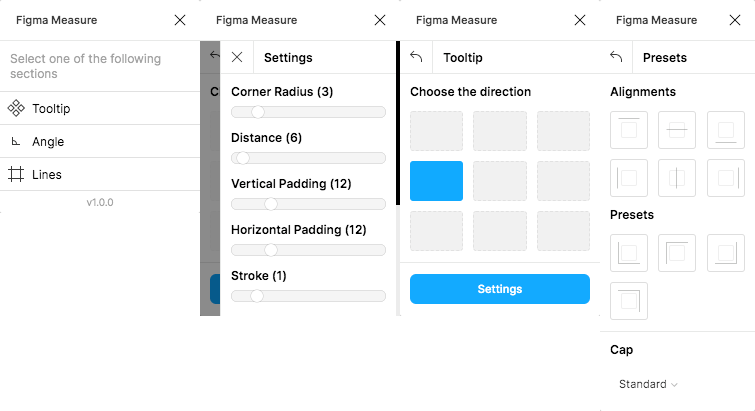 Figma Measure
Select one of the following
sections
Tooltip
Angle
Lines
v1.0.0
Figma Measure
C
Settings
Corner Radius (3)
Distance (6)
Vertical Padding (12)
Horizontal Padding (12)
Stroke (1)
Figma Measure
Tooltip
Choose the direction
Settings
Figma Measure
Presets
Alignments
Presets
Cap
Standard